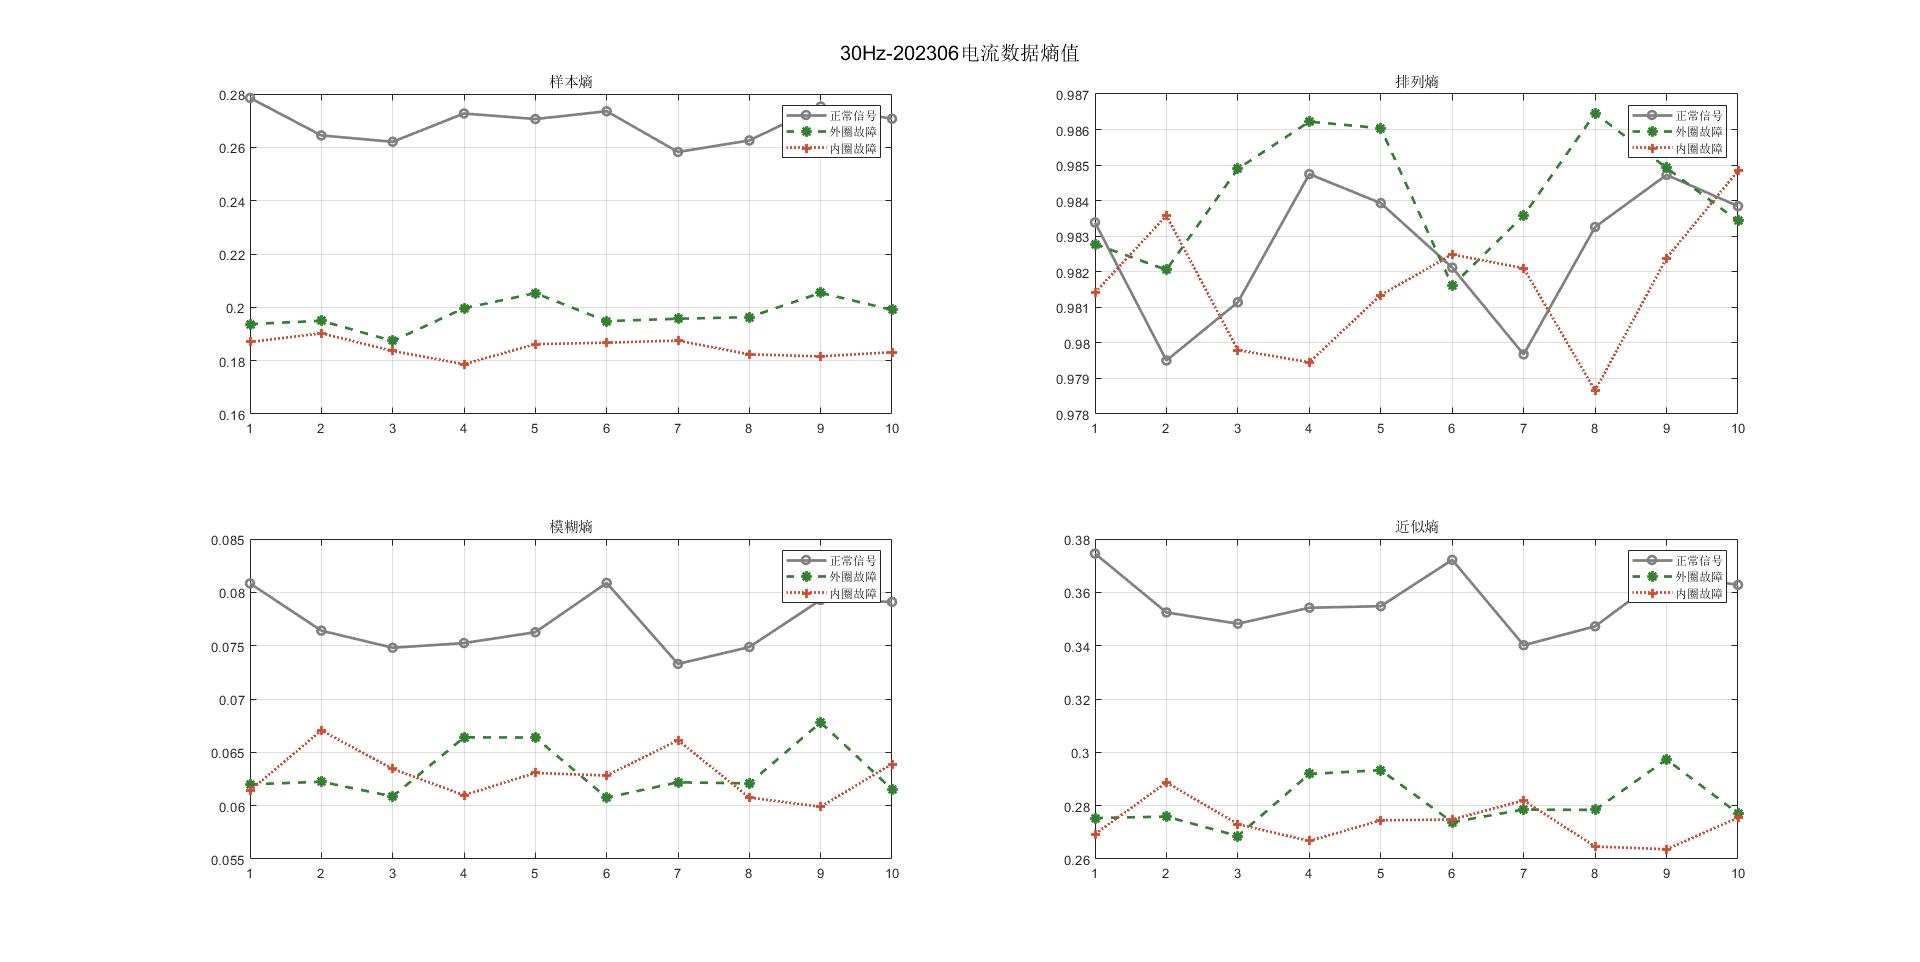 30Hz-202306电流数据熵值
样本熵
0.28
0.26
0.24
0.22
0.2
0.18
0.16
1 2 3 4 5 6 7 8 9 10
正常信号
外圈故障
内圈故障
排列熵
0.987
0.986
0.985
0.984
0.983
0.982
0.981
0.98
0.979
0.978
1 2 3 4 5 6 7 8 9 10
正常信号
外圈故障
内圈故障
模糊熵
0.085
0.08
0.075
0.07
0.065
0.06
0.055
1 2 3 4 5 6 7 8 9 10
正常信号
外圈故障
内圈故障
近似熵
0.38
0.36
0.34
0.32
0.3
0.28
0.26
1 2 3 4 5 6 7 8 9 10
正常信号
外圈故障
内圈故障